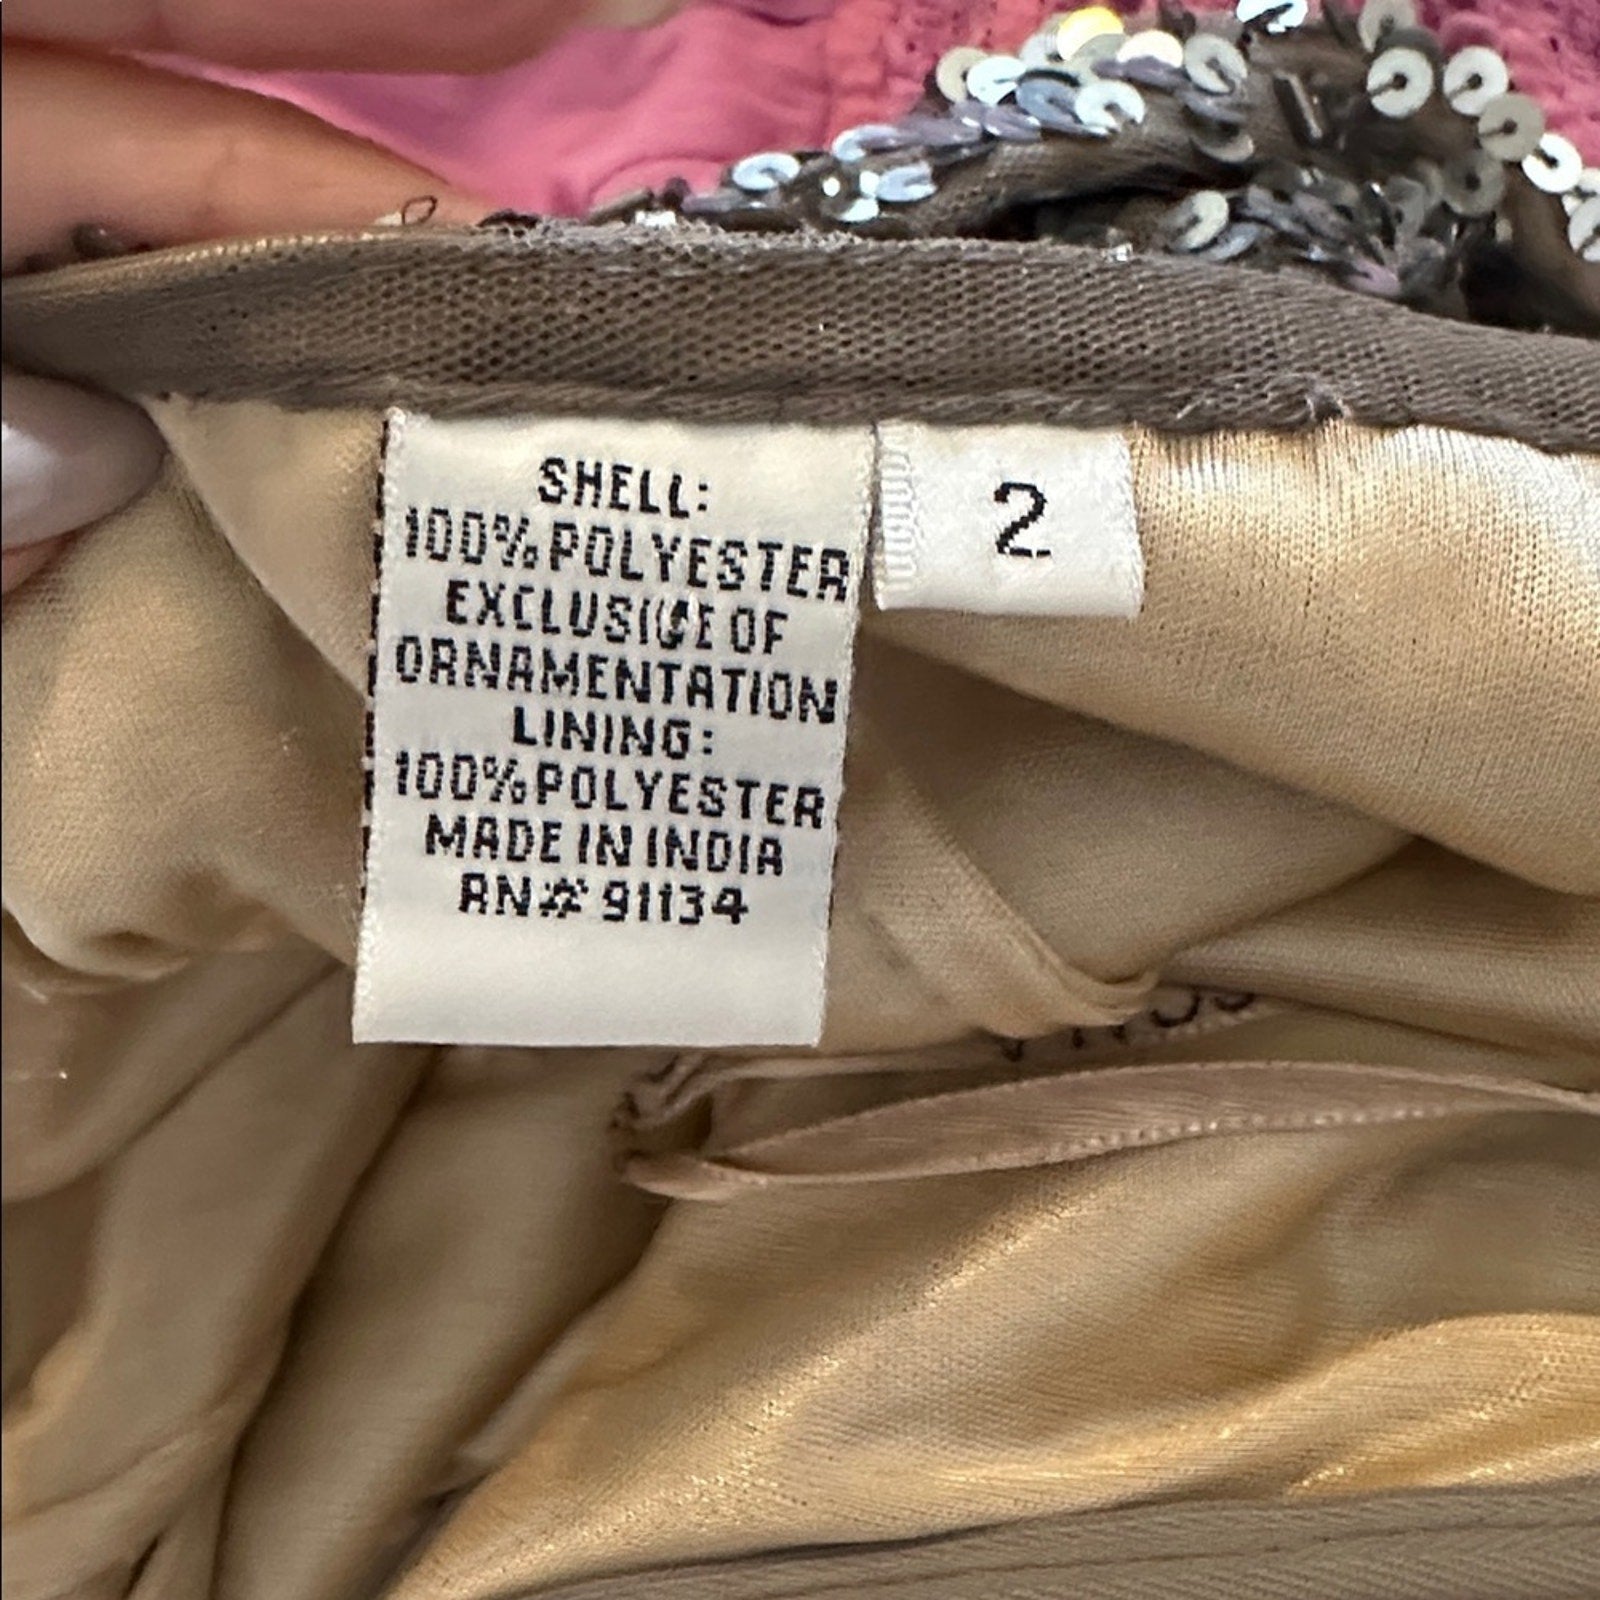 SHELL:
100% POLYESTER
EXCLUSIVE OF
ORNAMENTATION
LINING:
100% POLYESTER
MADE IN INDIA
RN# 91134
2